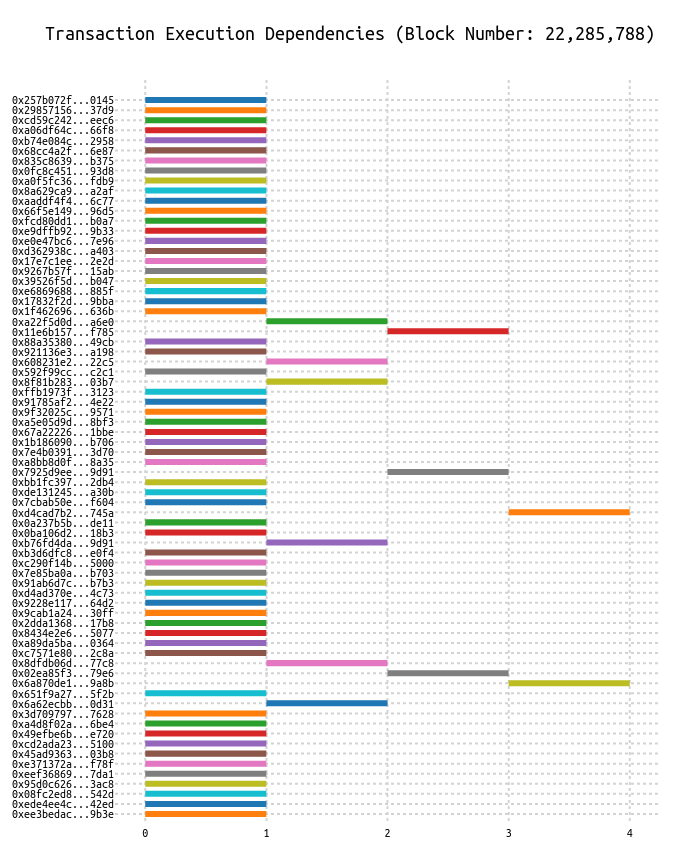 Transaction Execution Dependencies (Block Number: 22,285,788)
0x257b072f...0145
0x29857156...37d9
0xcd59c242...eec6
0xa06df64c...66f8
0xb74e084c...2958
0x68cc4a2f...6e87
0x835c8639...b375
0x0fc8c451...93d8
0xa0f5fc36...fdb9
0x8a629ca9...a2af
0xaaddf4f4...6c77
0x66f5e149...96d5
0xfcd80dd1...b0a7
0xe9dffb92...9b33
0xe0e47bc6...7e96
0xd362938c...a403
0x17e7c1ee...2e2d
0x9267b57f...15ab
0x39526f5d...b047
0xe6869688...885f
0x17832f2d...9bba
0x1f462696...636b
0xa22f5d0d...a6e0
0x11e6b157...f785
0x88a35380...49cb
0x921136e3...a198
0x608231e2...22c5
0x592f99cc...c2c1
0x8f81b283...03b7
0xffb1973f...3123
0x91785af2...4e22
0x9f32025c...9571
0xa5e05d9d...8bf3
0x67a22226...1bbe
0x1b186090...b706
0x7e4b0391...3d70
0xa8bb8d0f...8a35
0x7925d9ee...9d91
0xbb1fc397...2db4
0xde131245...a30b
0x7cbab50e...f604
0xd4cad7b2...745a
0x0a237b5b...de11
0x0ba106d2...18b3
0xb76fd4da...9d91
0xb3d6dfc8...e0f4
0xc290f14b...5000
0x7e85ba0a...b703
0x91ab6d7c...b7b3
0xd4ad370e...4c73
0x9228e117...64d2
0x9cab1a24...30ff
0x2dda1368...17b8
0x8434e2e6...5077
0xa89da5ba...0364
0xc7571e80...2c8a
0x8dfdb06d...77c8
0x02ea85f3...79e6
0x6a870de1...9a8b
0x651f9a27...5f2b
0x6a62ecbb...0d31
0x3d709797...7628
0xa4d8f02a...6be4
0x49efbe6b...e720
0xcd2ada23...5100
0x45ad9363...03b8
0xe371372a...f78f
0xeef36869...7da1
0x95d0c626...3ac8
0x08fc2ed8...542d
0xede4ee4c...42ed
0xee3bedac...9b3e
0 1 2 3 4